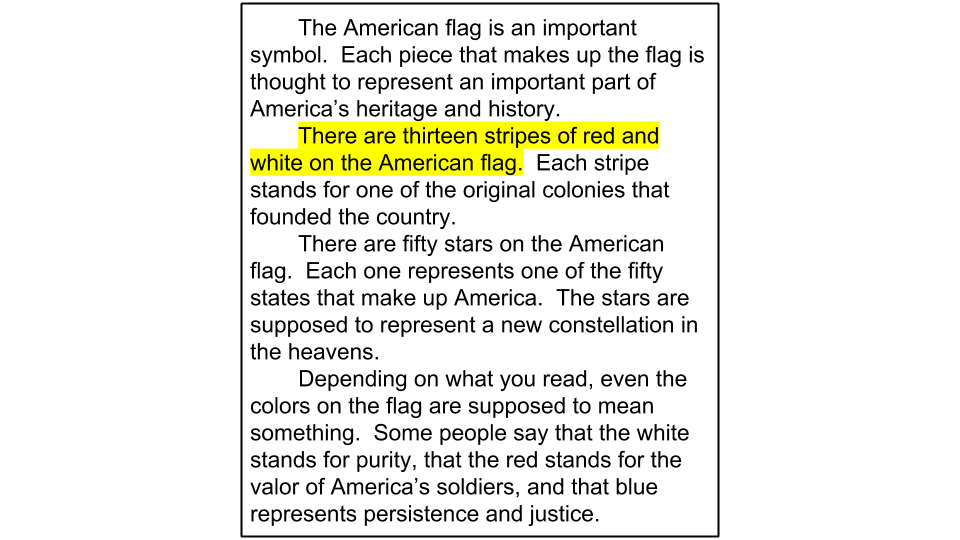 The American flag is an important
symbol.  Each piece that makes up the flag is
thought to represent an important part of
America’s heritage and history.
There are thirteen stripes of red and
white on the American flag.  Each stripe
stands for one of the original colonies that
founded the country.
There are fifty stars on the American
flag.  Each one represents one of the fifty
states that make up America.  The stars are
supposed to represent a new constellation in
the heavens.
Depending on what you read, even the
colors on the flag are supposed to mean
something.  Some people say that the white
stands for purity, that the red stands for the
valor of America’s soldiers, and that blue
represents persistence and justice.